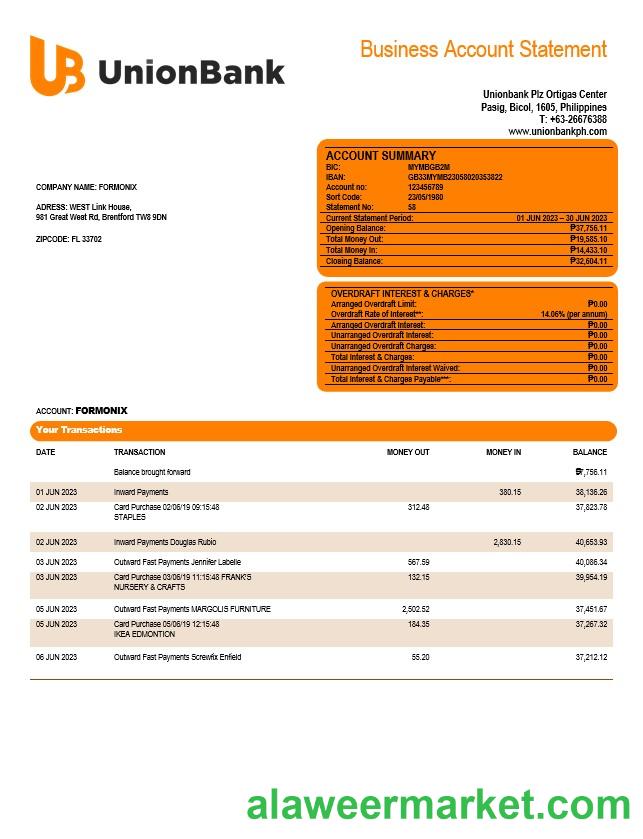 UB UnionBank
Business Account Statement
Unionbank Plz Ortigas Center
Pasig, Bicol, 1605, Philippines
T: +63-26676388
www.unionbankph.com
COMPANY NAME: FORMONIX
ADRESS: WEST Link House,
981 Great West Rd, Brentford TW8 9DN
ZIPCODE: FL 33702
ACCOUNT SUMMARY
BIC: MYMBGB2M
IBAN: GB33MYMB23058020353822
Account no: 123456789
Sort Code: 23/05/1980
Statement No: 58
Current Statement Period: 01 JUN 2023 – 30 JUN 2023
Opening Balance: ₱37,756.11
Total Money Out: ₱19,585.10
Total Money In: ₱14,433.10
Closing Balance: ₱32,604.11
OVERDRAFT INTEREST & CHARGES*
Arranged Overdraft Limit: ₱0.00
Overdraft Rate of Interest**: 14.06% (per annum)
Arranged Overdraft Interest: ₱0.00
Unarranged Overdraft Interest: ₱0.00
Unarranged Overdraft Charges: ₱0.00
Total Interest & Charges: ₱0.00
Unarranged Overdraft Interest Waived: ₱0.00
Total Interest & Charges Payable***: ₱0.00
ACCOUNT: FORMONIX
Your Transactions
DATE TRANSACTION MONEY OUT MONEY IN BALANCE
Balance brought forward
01 JUN 2023 Inward Payments 380.15 38,136.26
02 JUN 2023 Card Purchase 02/06/19 09:15:48 312.48 37,823.78
STAPLES
02 JUN 2023 Inward Payments Douglas Rubio 2,830.15 40,653.93
03 JUN 2023 Outward Fast Payments Jennifer Labelle 567.59 40,086.34
03 JUN 2023 Card Purchase 03/06/19 11:15:48 FRANK'S 132.15 39,954.19
NURSERY & CRAFTS
05 JUN 2023 Outward Fast Payments MARGOLIS FURNITURE 2,502.52 37,451.67
05 JUN 2023 Card Purchase 05/06/19 12:15:48 184.35 37,267.32
IKEA EDMONTION
06 JUN 2023 Outward Fast Payments Screwfix Enfield 55.20 37,212.12
alaweermarket.com